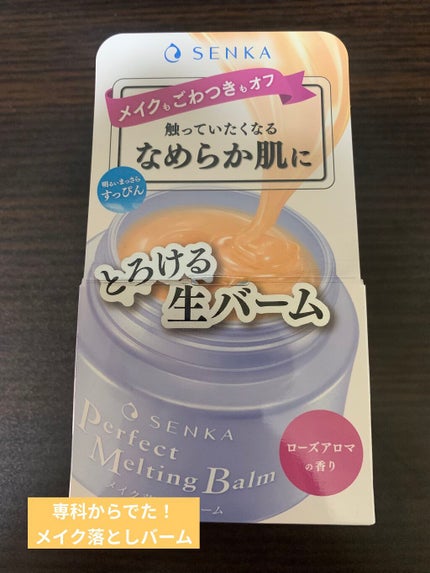 SENKA
メイクもごわつきもオフ
触っていたくなる
なめらか肌に
明るいまっさら
すっぴん
とろける
生バーム
SENKA
Perfect
Melting Balm
ローズアロマ
の香り
専科からでた!
メイク落としバーム